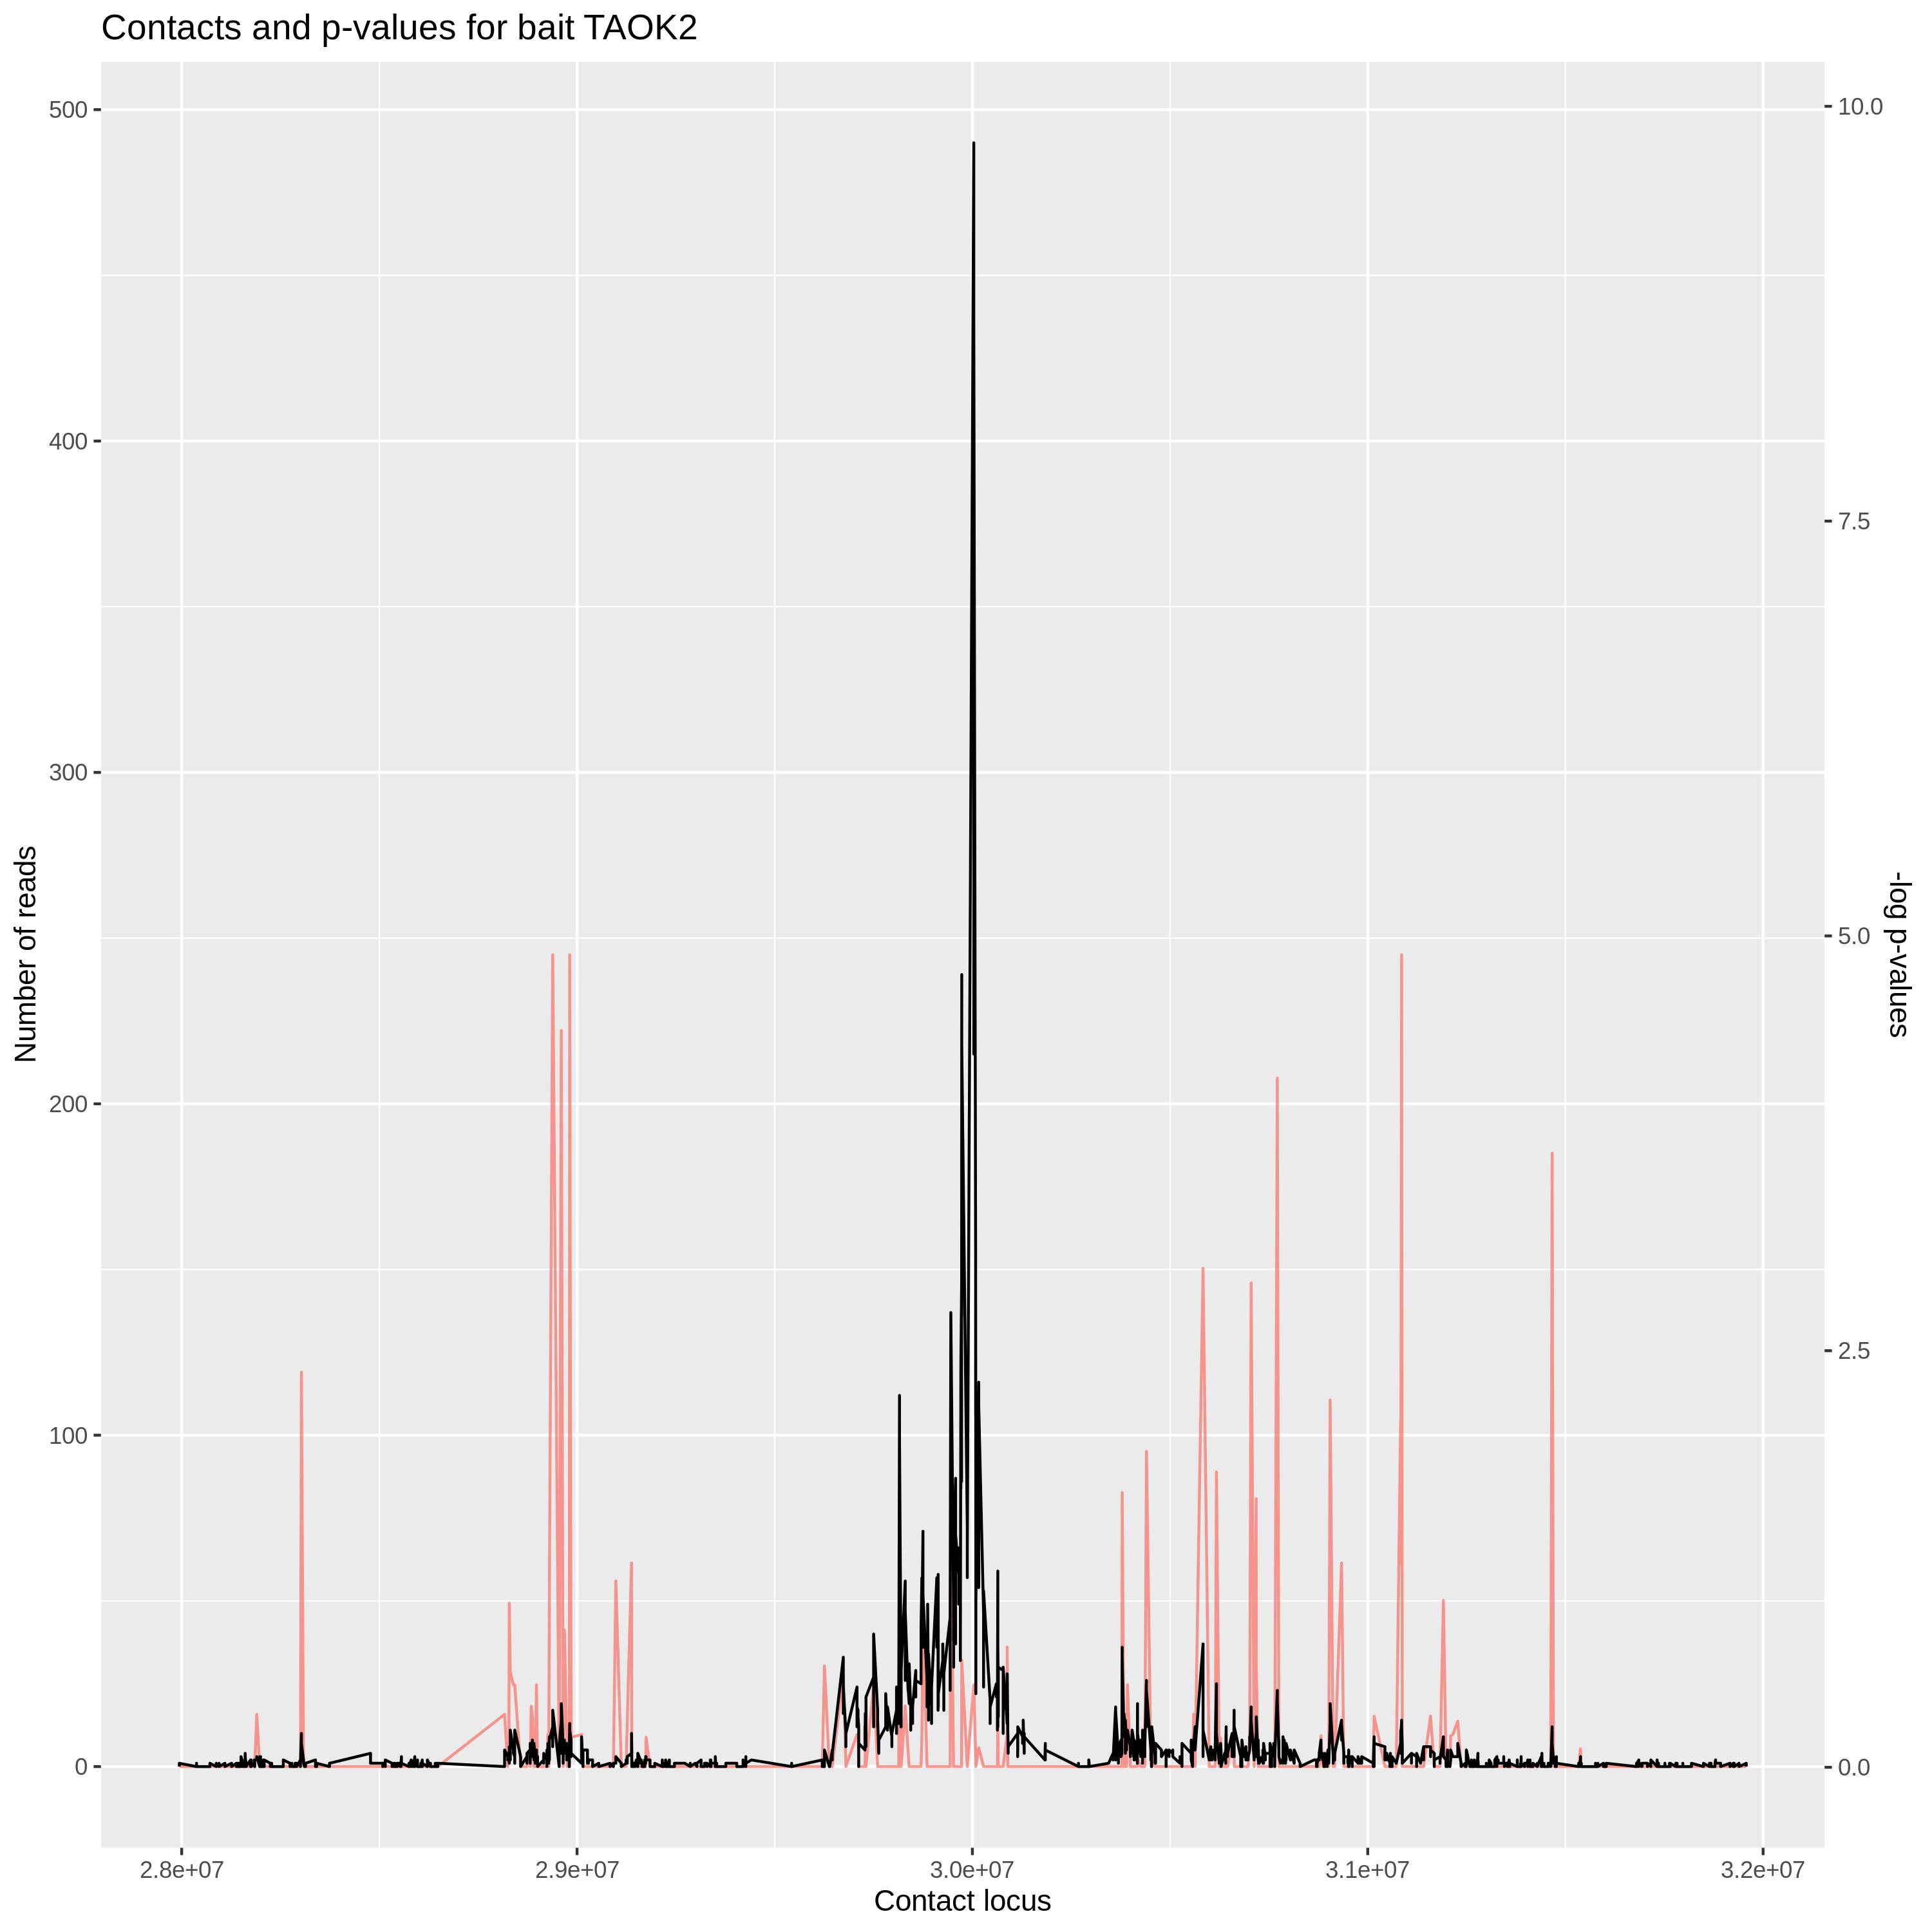 Contacts and p-values for bait TAOK2
500
400
300
200
100
0
Number of reads
10.0
7.5
5.0
2.5
0.0
-log p-values
2.8e+07
2.9e+07
3.0e+07
3.1e+07
3.2e+07
Contact locus